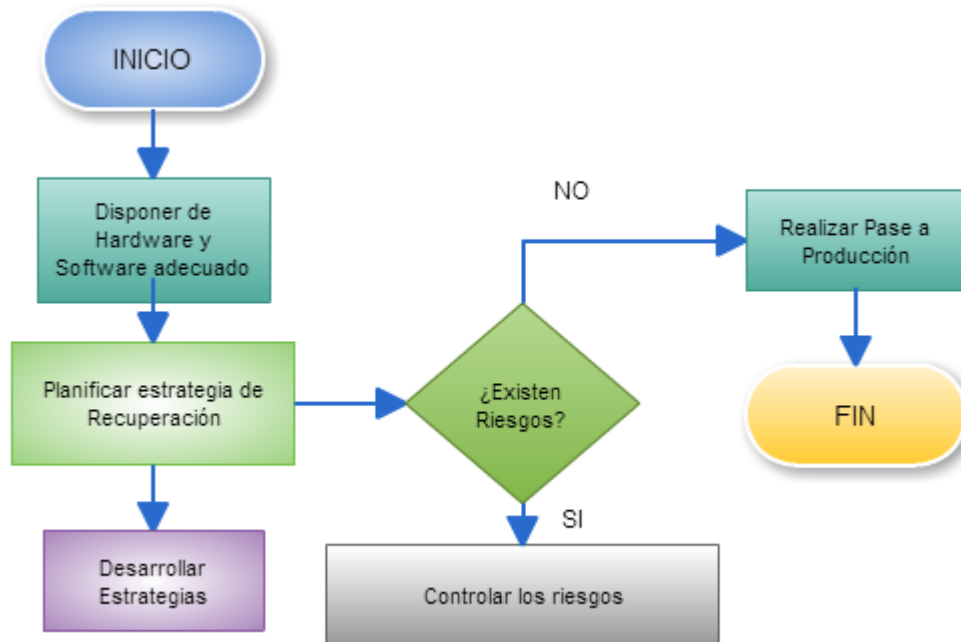 INICIO
Disponer de
Hardware y
Software adecuado
Planificar estrategia de
Recuperación
Desarrollar
Estrategias
¿Existen
Riesgos?
NO
SI
Realizar Pase a
Producción
FIN
Controlar los riesgos